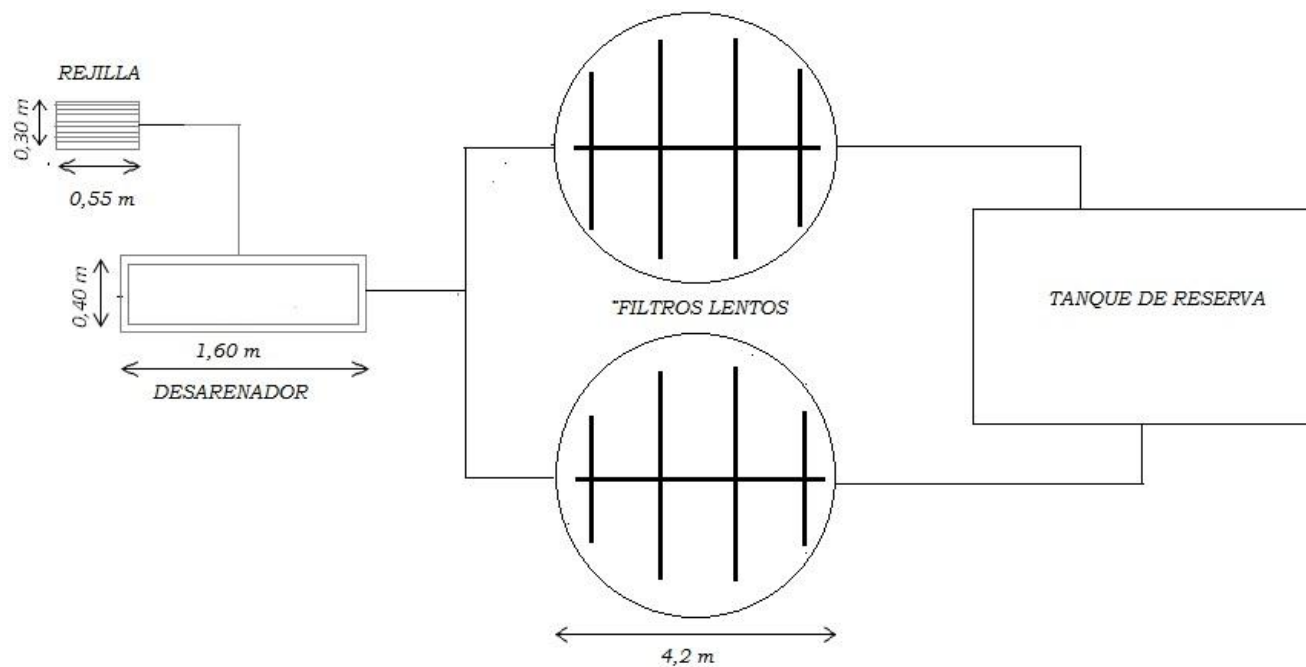 REJILLA
0,30 m
0,55 m
0,40 m
1,60 m
DESARENADOR
"FILTROS LENTOS
TANQUE DE RESERVA
4,2 m